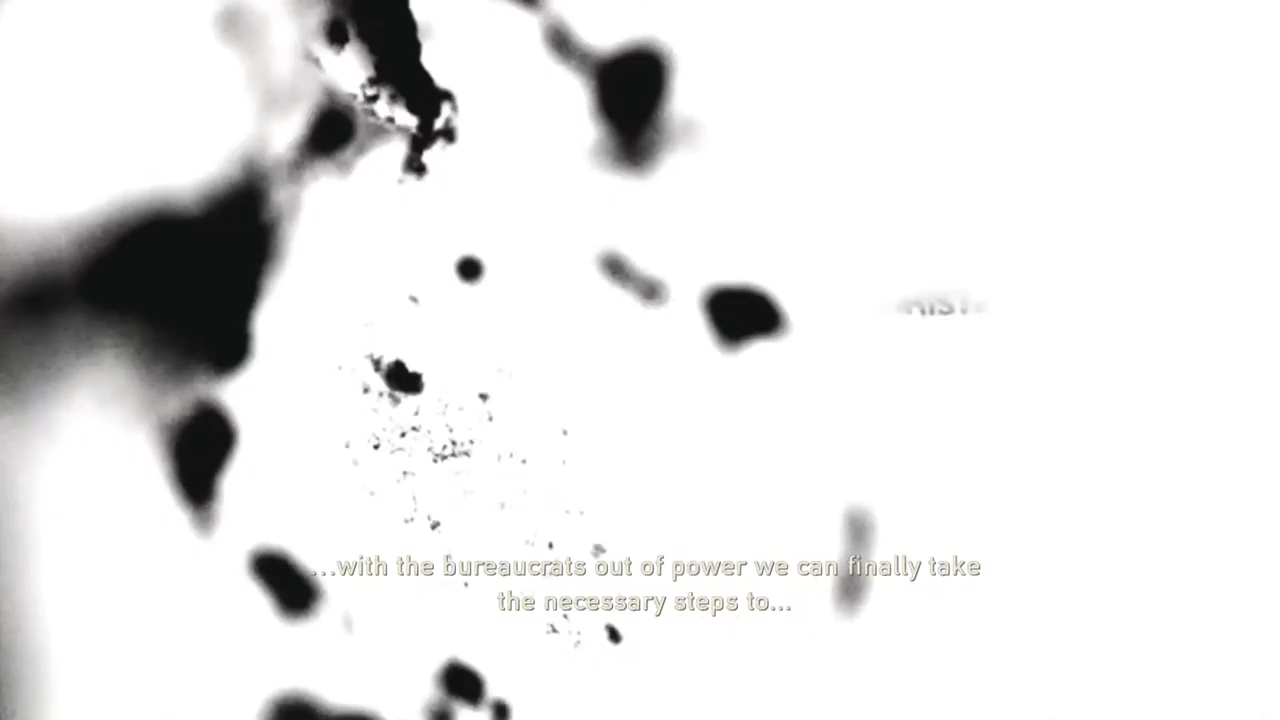 ...with the bureaucrats out of power we can finally take
the necessary steps to...